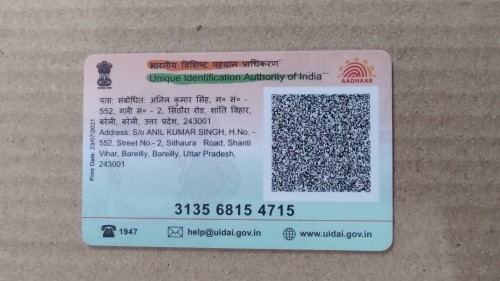 भारतीय विशिष्ट पहचान प्राधिकरण
Unique Identification Authority of India
AADHAAR
पता: संबोधित: अनिल कुमार सिंह, म० सं० -
552, गली सं० - 2, सिठौरा रोड, शांति विहार,
बरेली, बरेली, उत्तर प्रदेश, 243001
Address: S/o ANIL KUMAR SINGH, H.No. -
552, Street No.- 2, Sithaura Road, Shanti
Vihar, Bareilly, Bareilly, Uttar Pradesh,
243001
Print Date: 23/07/2021
3135 6815 4715
1947
help@uidai.gov.in
www.uidai.gov.in